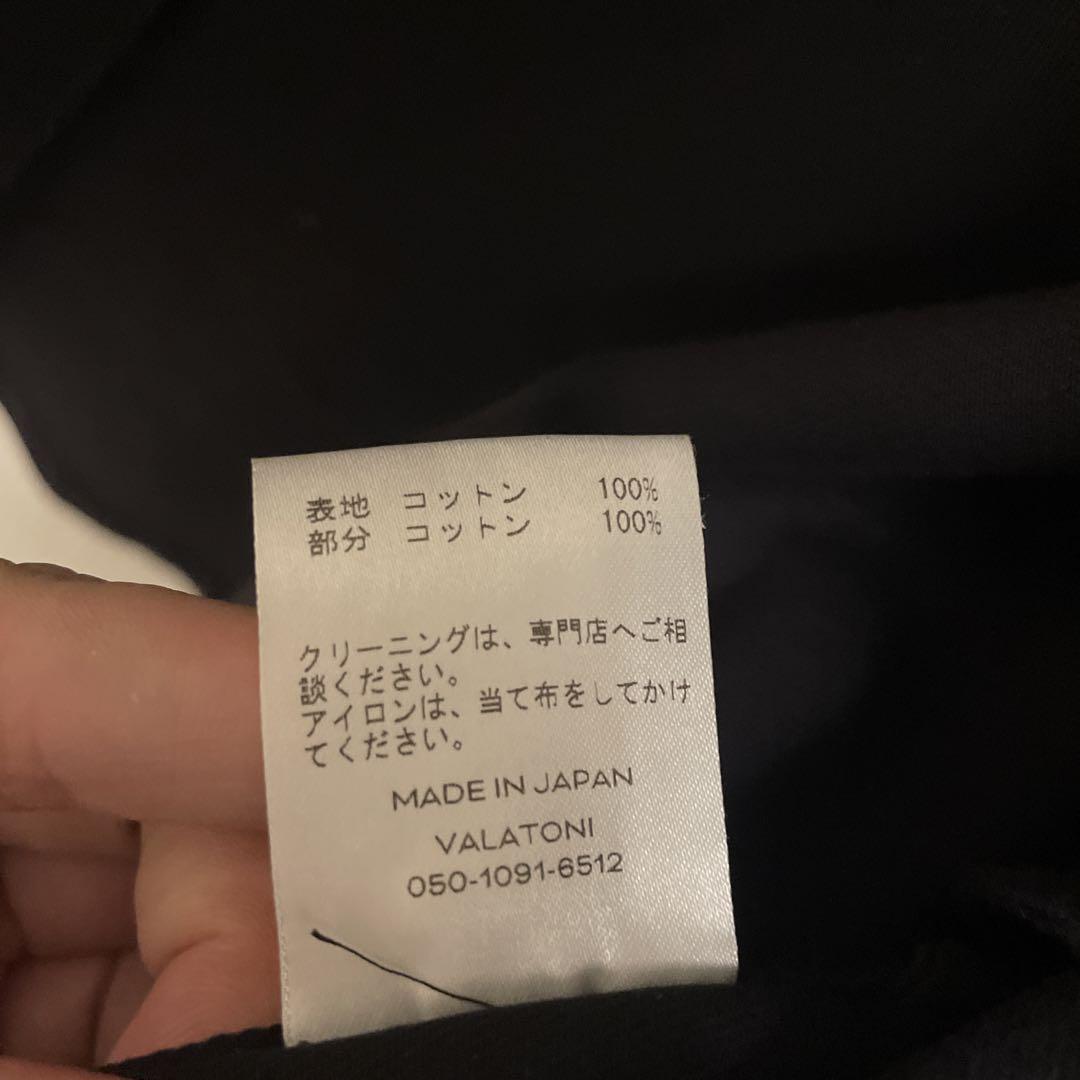 表地 コットン 100%
部分 コットン 100%
クリーニングは、専門店へご相
談ください。
アイロンは、当て布をしてかけ
てください。
MADE IN JAPAN
VALATONI
050-1091-6512